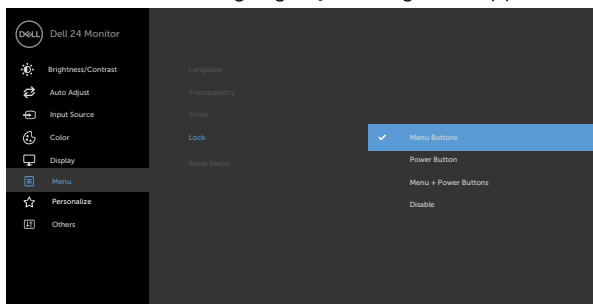 DELL Dell 24 Monitor
Brightness/Contrast
Auto Adjust
Input Source
Color
Display
Menu
Personalize
Others
Language
Transparency
Timer
Lock
Reset Menu
Menu Buttons
Power Button
Menu + Power Buttons
Disable